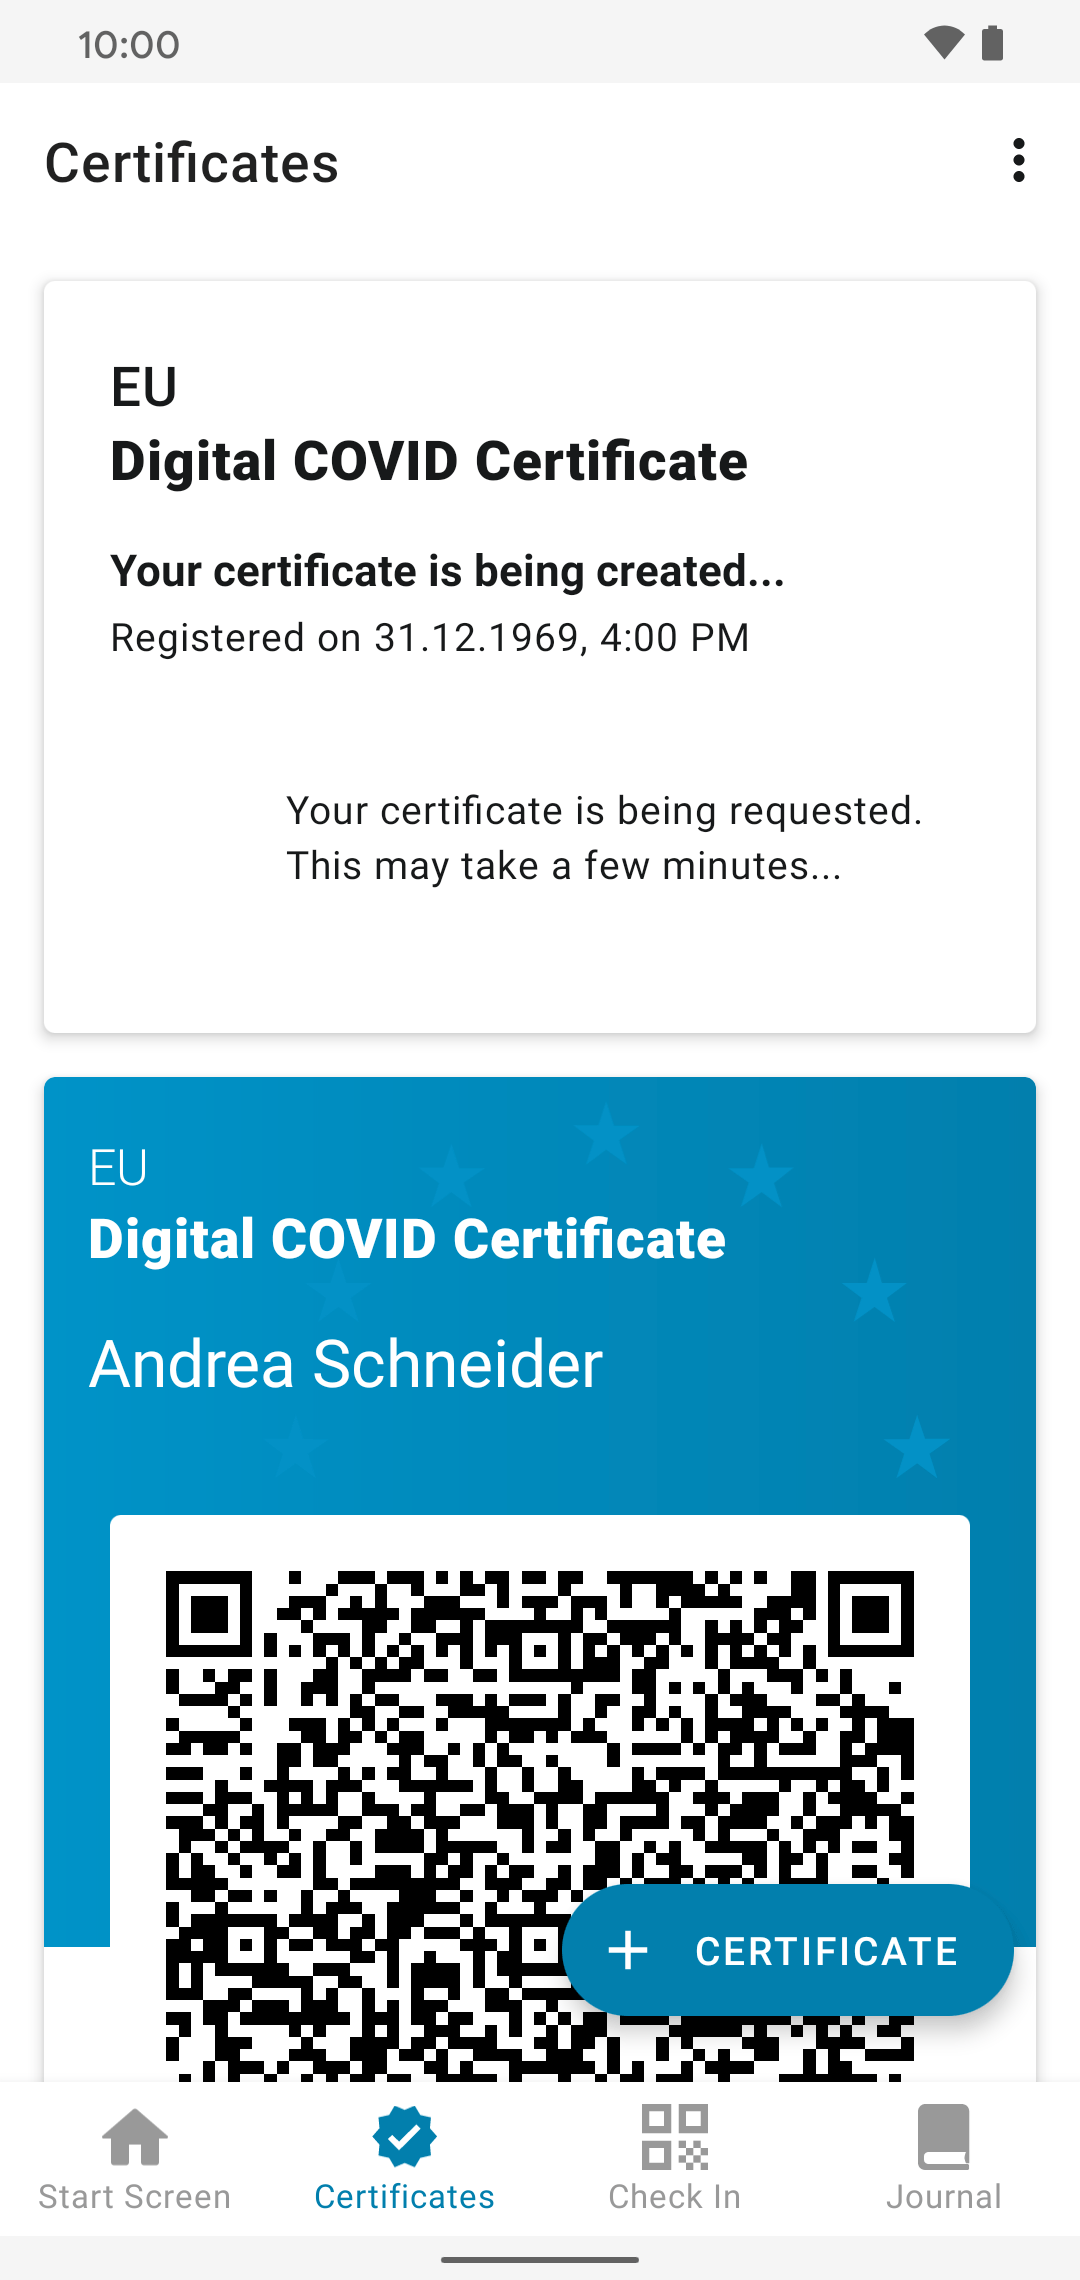 10:00
Certificates
EU
Digital COVID Certificate
Your certificate is being created...
Registered on 31.12.1969, 4:00 PM
Your certificate is being requested.
This may take a few minutes...
EU
Digital COVID Certificate
Andrea Schneider
CERTIFICATE
Start Screen
Certificates
Check In
Journal